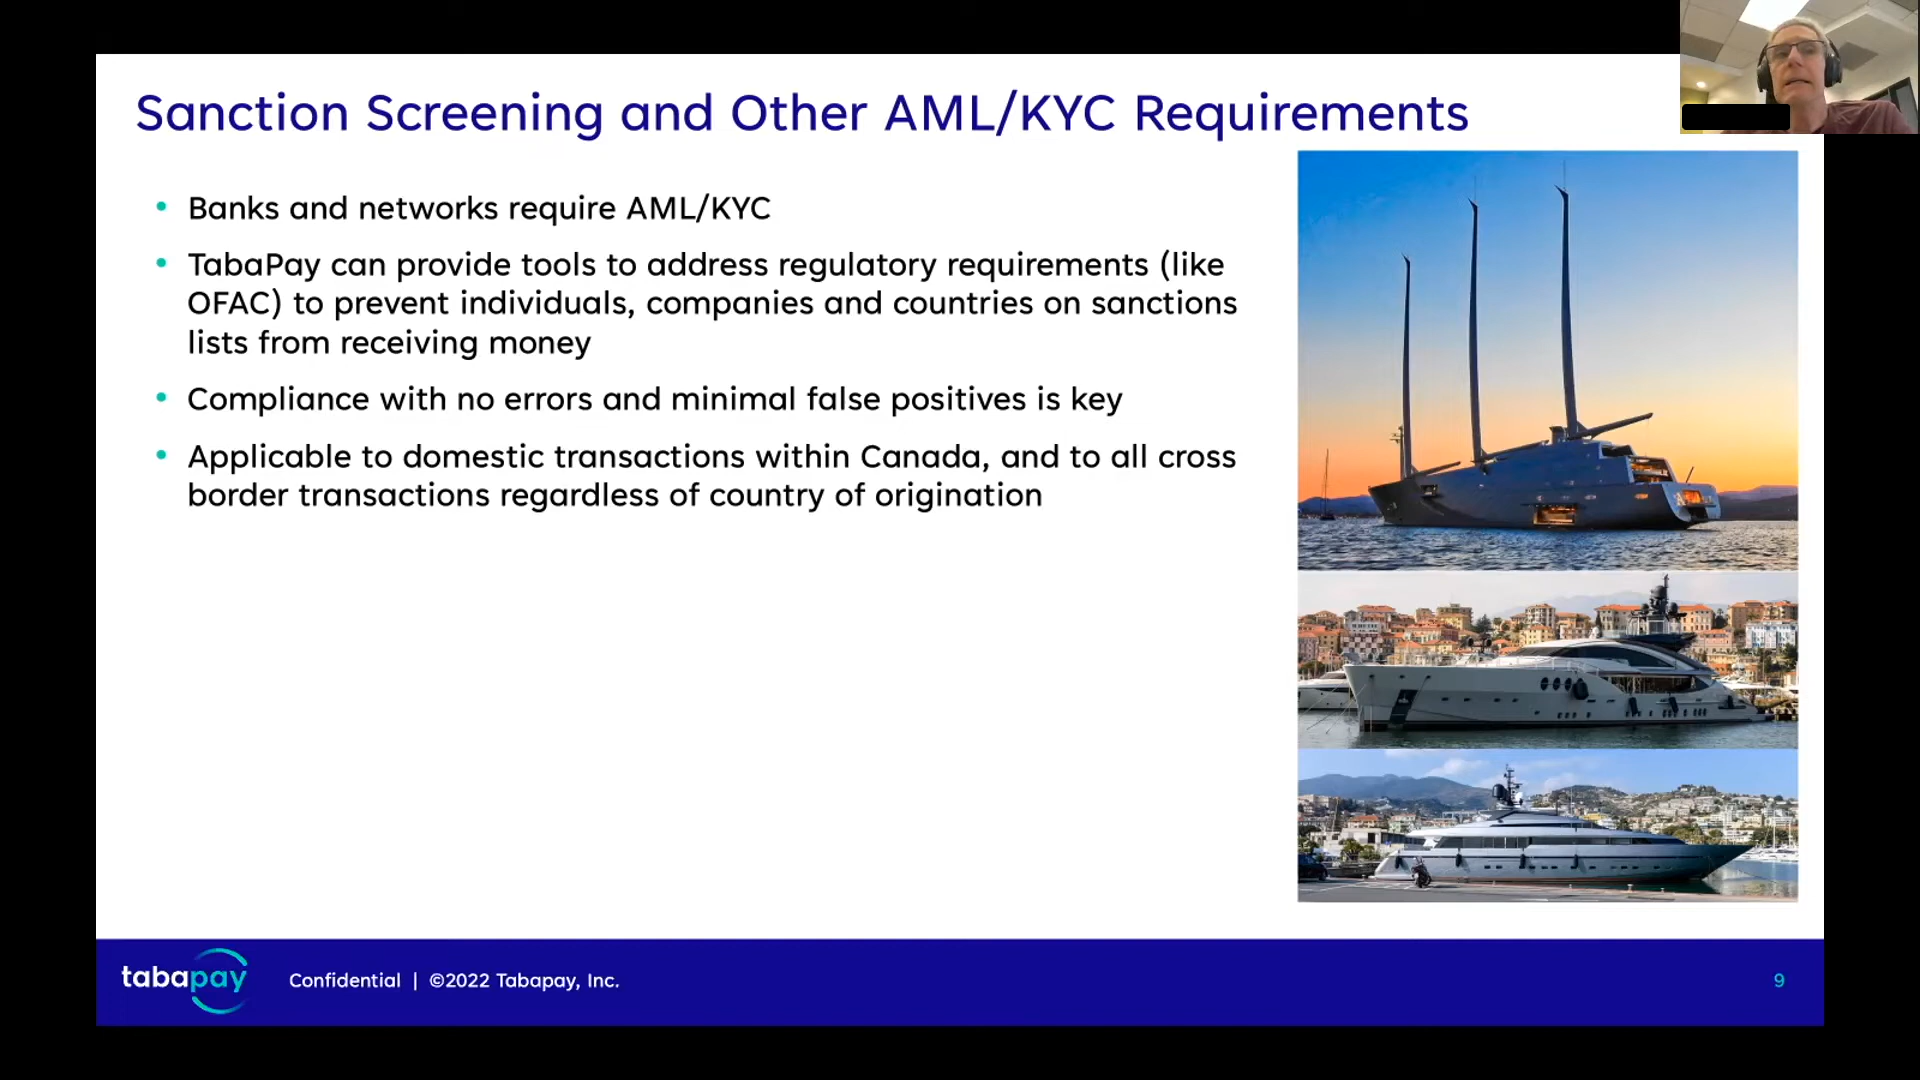 Sanction Screening and Other AML/KYC Requirements
• Banks and networks require AML/KYC
• TabaPay can provide tools to address regulatory requirements (like
OFAC) to prevent individuals, companies and countries on sanctions
lists from receiving money
• Compliance with no errors and minimal false positives is key
• Applicable to domestic transactions within Canada, and to all cross
border transactions regardless of country of origination
tabapay
Confidential | ©2022 Tabapay, Inc.
9